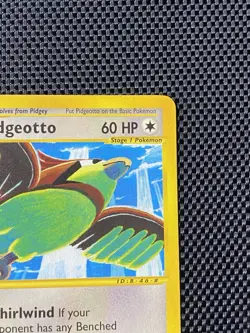 olves from Pidgey Put Pidgeotto on the Basic Pokémon
dgeotto 60 HP
Stage 1 Pokémon
hirlwind If your
ponent has any Benched